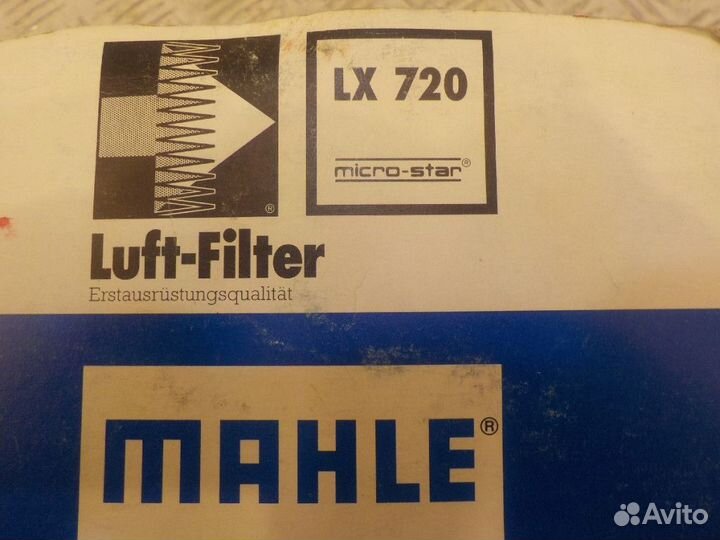 LX 720
micro-star®
®
Luft-Filter
Erstausrüstungsqualität
MAHLE®
Avito